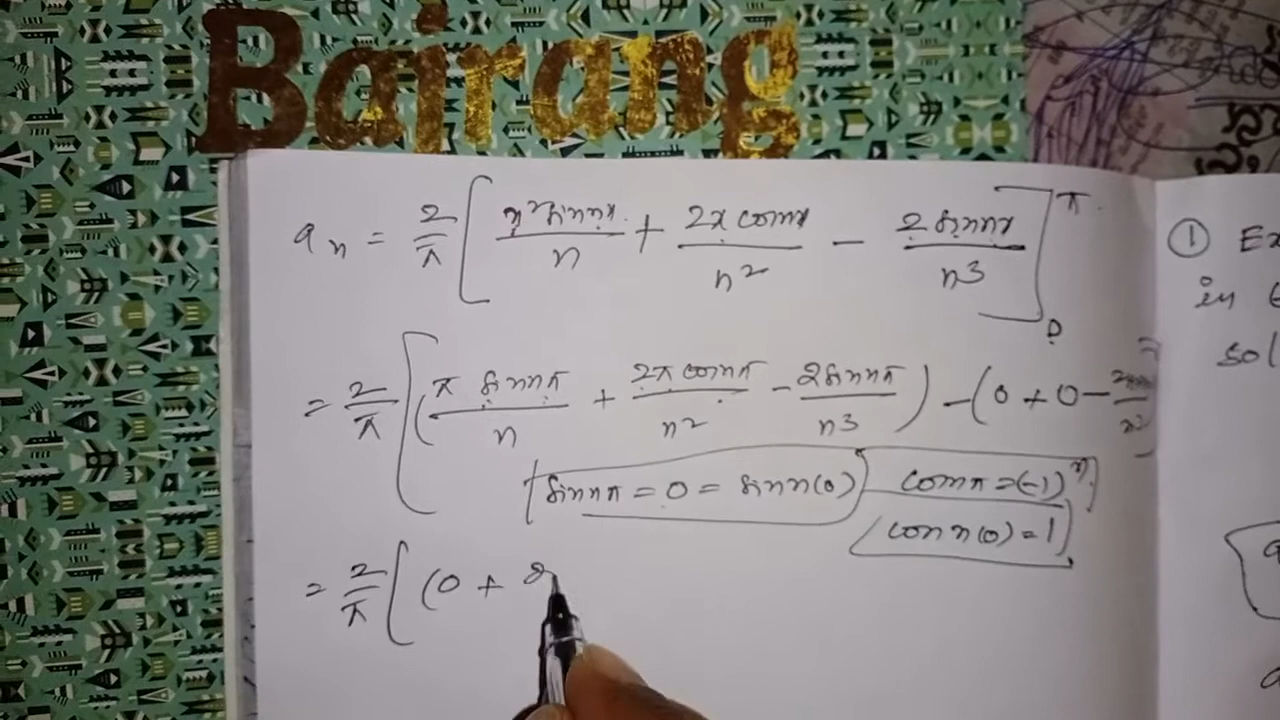 Bajrang
aₙ = 2/π [ x² sin nx / n + 2x cos nx / n² − 2 sin nx / n³ ]₀^π
= 2/π [ ( π sin nπ / n + 2π cos nπ / n² − 2 sin nπ / n³ ) − ( 0 + 0 −
sin nπ = 0 = sin n(0) cos nπ = (-1)ⁿ
cos n(0) = 1
= 2/π [ ( 0 + 2
① Ex
in
sol